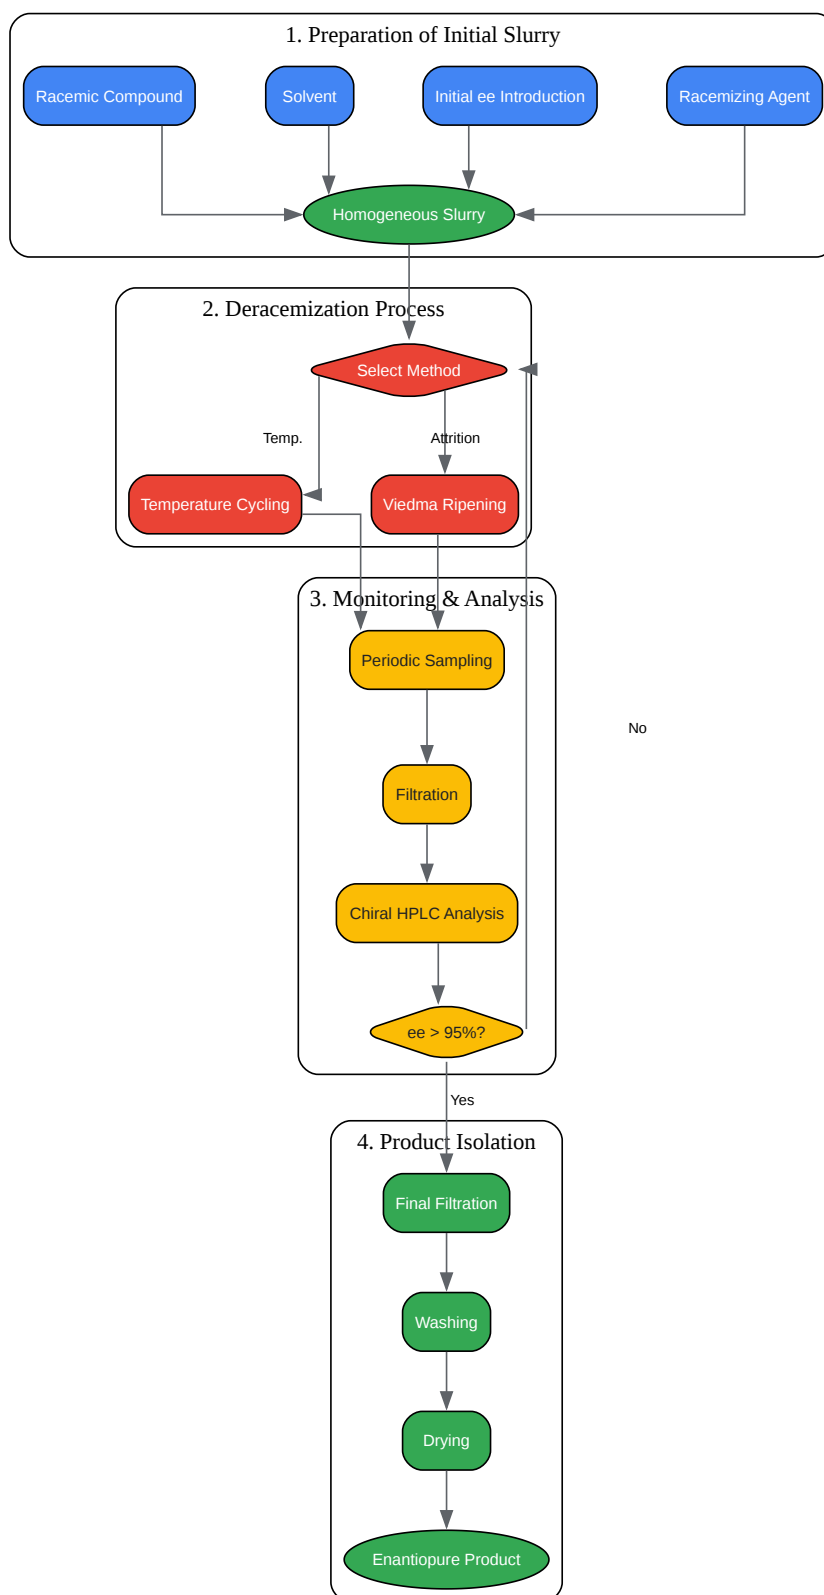 1. Preparation of Initial Slurry
Racemic Compound
Solvent
Initial ee Introduction
Racemizing Agent
Homogeneous Slurry
2. Deracemization Process
Select Method
Temp.
Attrition
Temperature Cycling
Viedma Ripening
3. Monitoring & Analysis
Periodic Sampling
No
Filtration
Chiral HPLC Analysis
ee > 95%?
Yes
4. Product Isolation
Final Filtration
Washing
Drying
Enantiopure Product